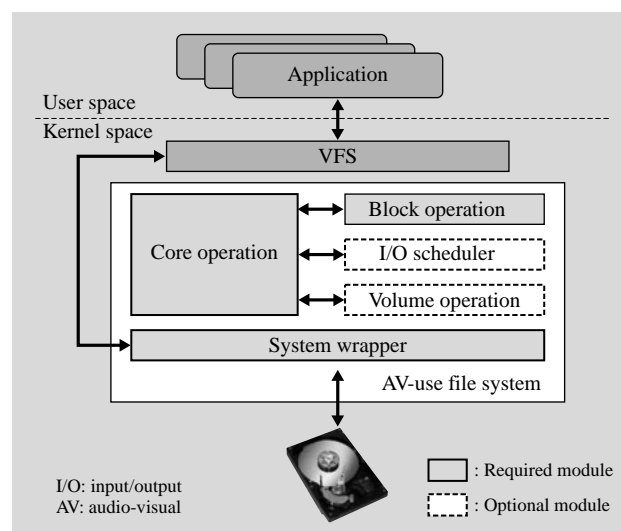 Application
User space
Kernel space
VFS
Core operation
Block operation
I/O scheduler
Volume operation
System wrapper
AV-use file system
I/O: input/output
AV: audio-visual
: Required module
: Optional module